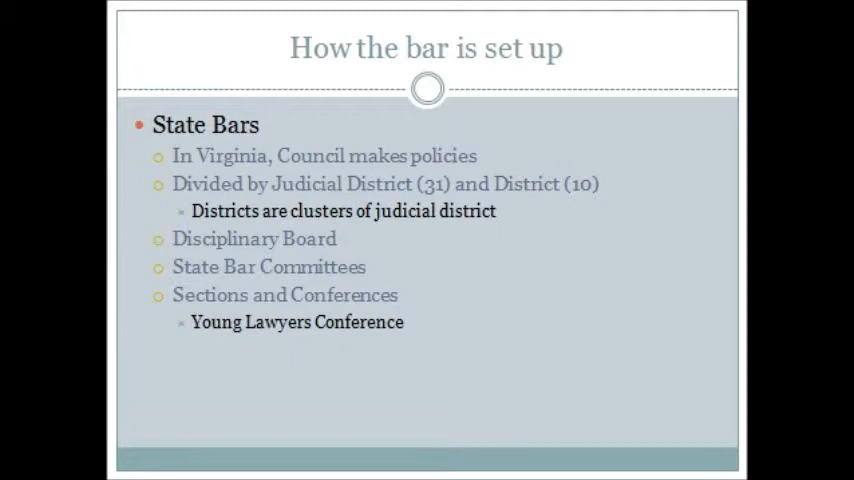 How the bar is set up
State Bars
In Virginia, Council makes policies
Divided by Judicial District (31) and District (10)
Districts are clusters of judicial district
Disciplinary Board
State Bar Committees
Sections and Conferences
Young Lawyers Conference